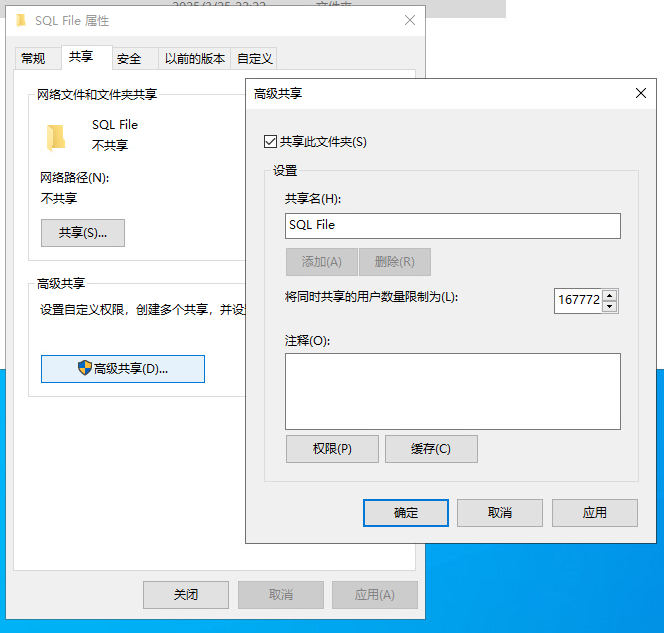 SQL File 属性
常规
共享
安全
以前的版本
自定义
网络文件和文件夹共享
SQL File
不共享
网络路径(N):
不共享
共享(S)...
高级共享
设置自定义权限，创建多个共享，并设
高级共享(D)...
关闭
取消
应用(A)
高级共享
共享此文件夹(S)
设置
共享名(H):
SQL File
添加(A)
删除(R)
将同时共享的用户数量限制为(L):
167772
注释(O):
权限(P)
缓存(C)
确定
取消
应用